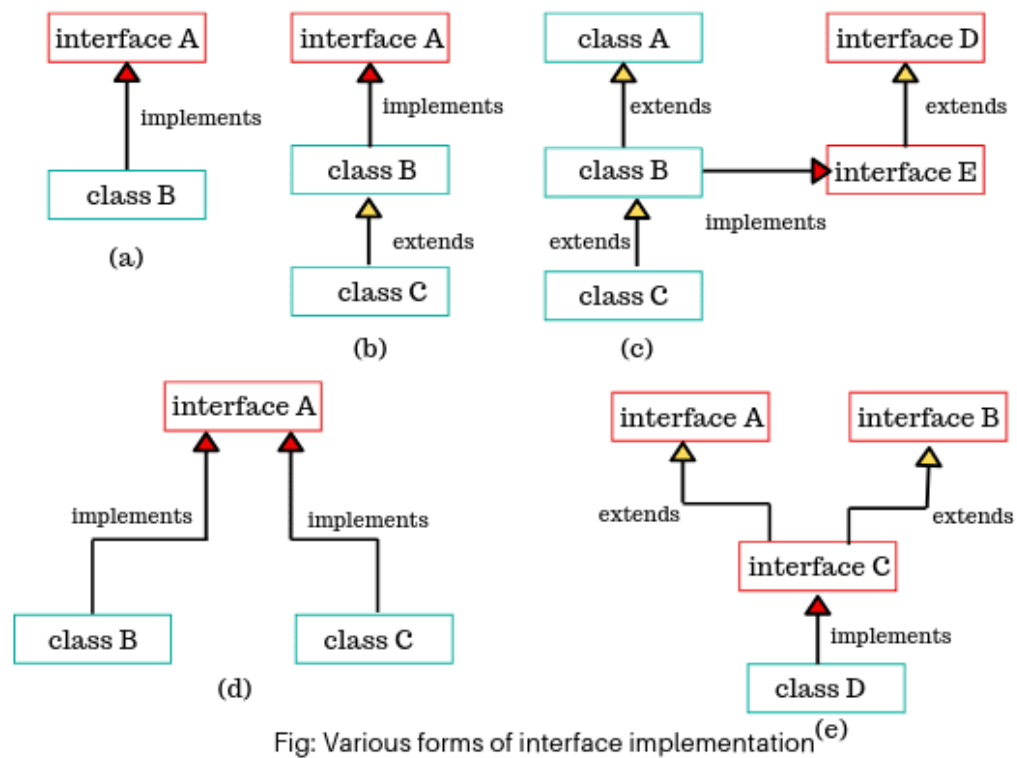 interface A
implements
class B
(a)
interface A
implements
class B
extends
class C
(b)
class A
extends
class B
extends
class C
interface D
extends
interface E
implements
(c)
interface A
implements
implements
class B
class C
(d)
interface A
interface B
extends
extends
interface C
implements
class D
(e)
Fig: Various forms of interface implementation